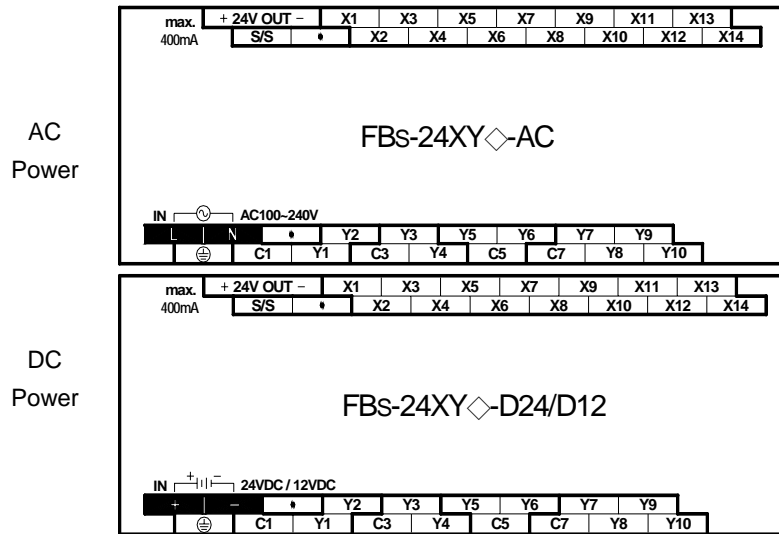 max. + 24V OUT − X1 X3 X5 X7 X9 X11 X13
400mA S/S • X2 X4 X6 X8 X10 X12 X14
AC
Power
FBs-24XY◇-AC
IN AC100~240V
L N • Y2 Y3 Y5 Y6 Y7 Y9
C1 Y1 C3 Y4 C5 C7 Y8 Y10
max. + 24V OUT − X1 X3 X5 X7 X9 X11 X13
400mA S/S • X2 X4 X6 X8 X10 X12 X14
DC
Power
FBs-24XY◇-D24/D12
IN + − 24VDC / 12VDC
+ − • Y2 Y3 Y5 Y6 Y7 Y9
C1 Y1 C3 Y4 C5 C7 Y8 Y10